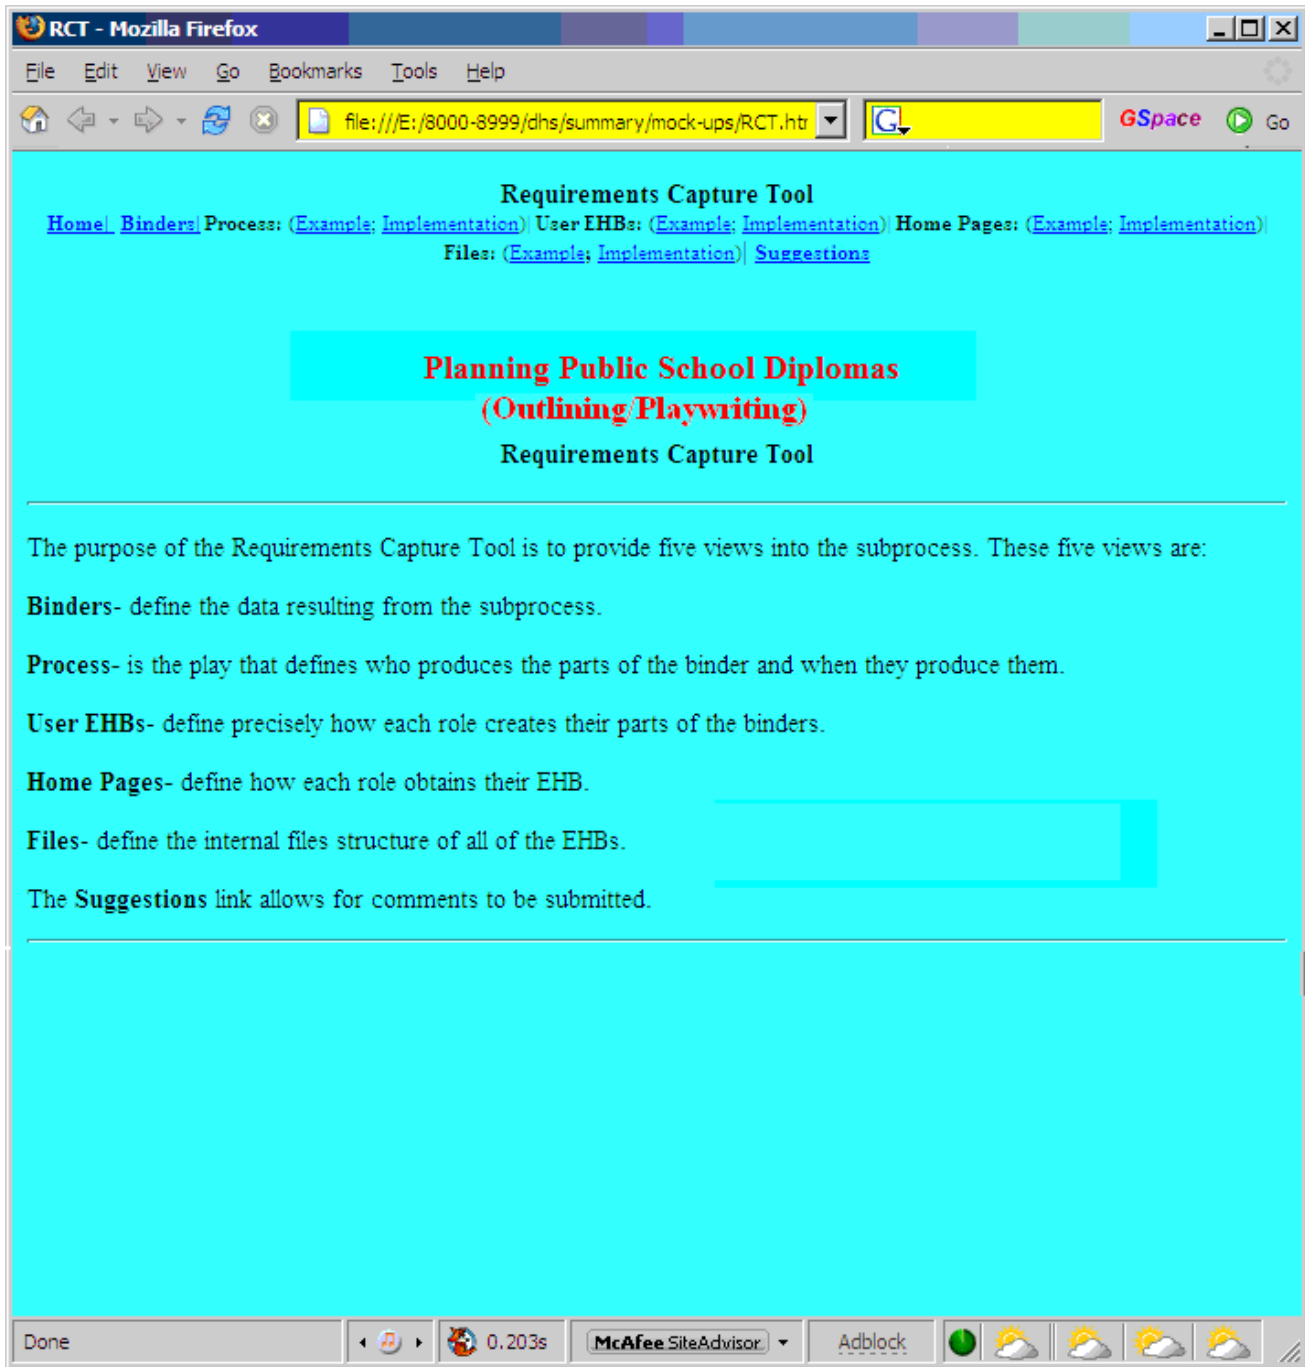 RCT - Mozilla Firefox
File Edit View Go Bookmarks Tools Help
file:///E:/8000-8999/dhs/summary/mock-ups/RCT.htr G GSpace Go
Requirements Capture Tool
Home| Binders| Process: (Example; Implementation)| User EHBs: (Example; Implementation)| Home Pages: (Example; Implementation)|
Files: (Example; Implementation)| Suggestions
Planning Public School Diplomas
(Outlining/Playwriting)
Requirements Capture Tool
The purpose of the Requirements Capture Tool is to provide five views into the subprocess. These five views are:
Binders- define the data resulting from the subprocess.
Process- is the play that defines who produces the parts of the binder and when they produce them.
User EHBs- define precisely how each role creates their parts of the binders.
Home Pages- define how each role obtains their EHB.
Files- define the internal files structure of all of the EHBs.
The Suggestions link allows for comments to be submitted.
Done 0.203s McAfee SiteAdvisor Adblock